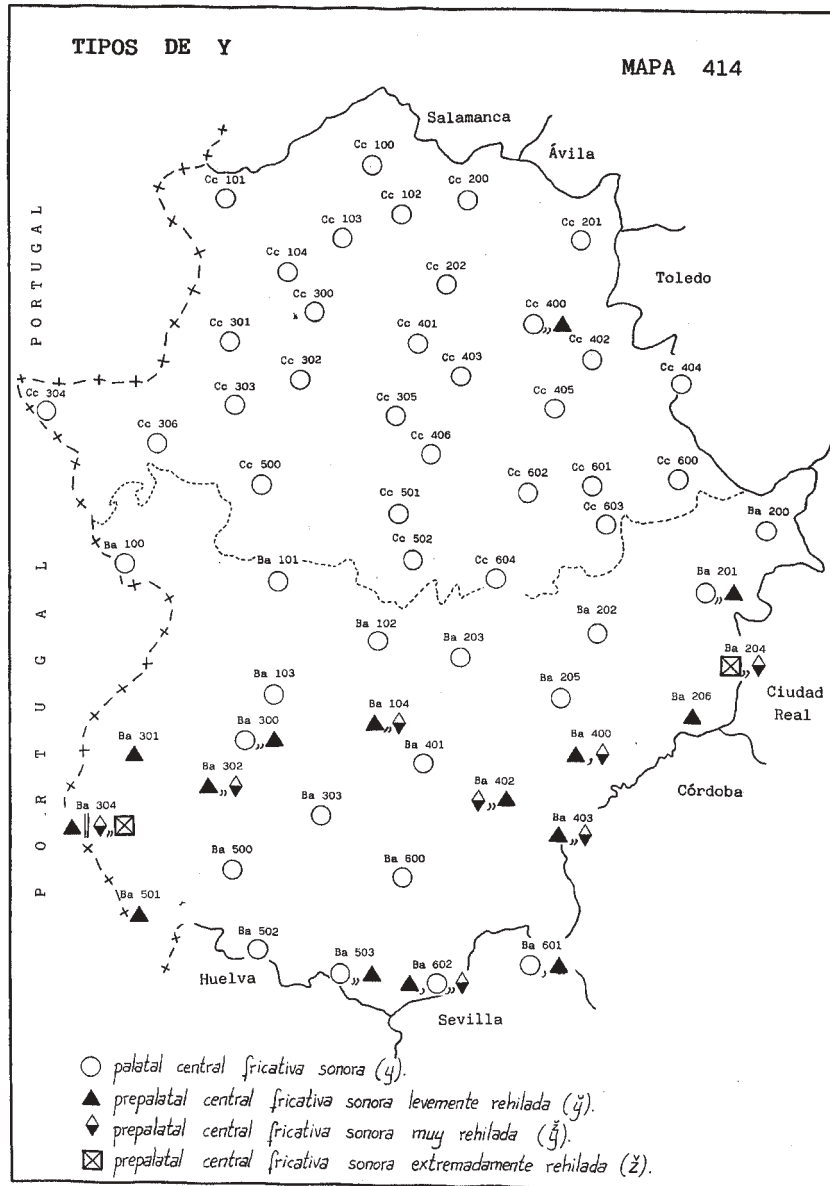 TIPOS DE Y
MAPA 414
Salamanca
Ávila
Cc 100
Cc 101
Cc 200
Cc 102
Cc 103
Cc 201
PORTUGAL
Cc 104
Cc 202
Toledo
Cc 300
Cc 400
Cc 301
Cc 401
Cc 402
Cc 302
Cc 403
Cc 404
Cc 304
Cc 303
Cc 305
Cc 405
Cc 306
Cc 406
Cc 500
Cc 602
Cc 601
Cc 600
Cc 501
Cc 603
Ba 200
Ba 100
Cc 502
Ba 101
Cc 604
Ba 201
PORTUGAL
Ba 102
Ba 203
Ba 202
Ba 204
Ba 103
Ba 205
Ciudad
Real
Ba 104
Ba 206
Ba 301
Ba 300
Ba 401
Ba 400
Ba 302
Ba 402
Córdoba
Ba 304
Ba 303
Ba 403
Ba 500
Ba 600
Ba 501
Ba 502
Ba 503
Ba 602
Ba 601
Huelva
Sevilla
palatal central fricativa sonora (y).
prepalatal central fricativa sonora levemente rehilada (y̌).
prepalatal central fricativa sonora muy rehilada (y̌̌).
prepalatal central fricativa sonora extremadamente rehilada (ž).